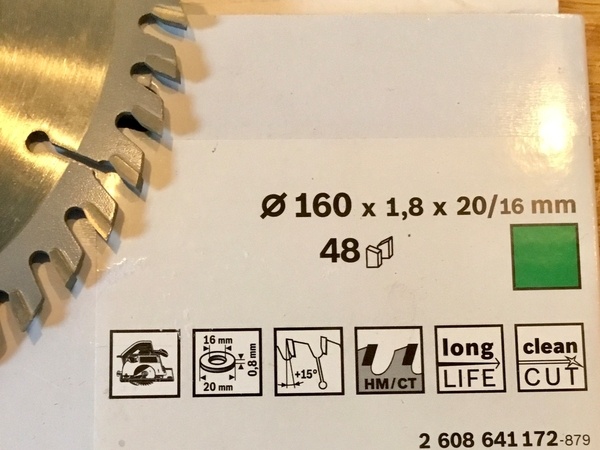 Ø 160 x 1,8 x 20/16 mm
48
16 mm
0,8 mm
20 mm
+15°
HM/CT
long
LIFE
clean
CUT
2 608 641 172-879